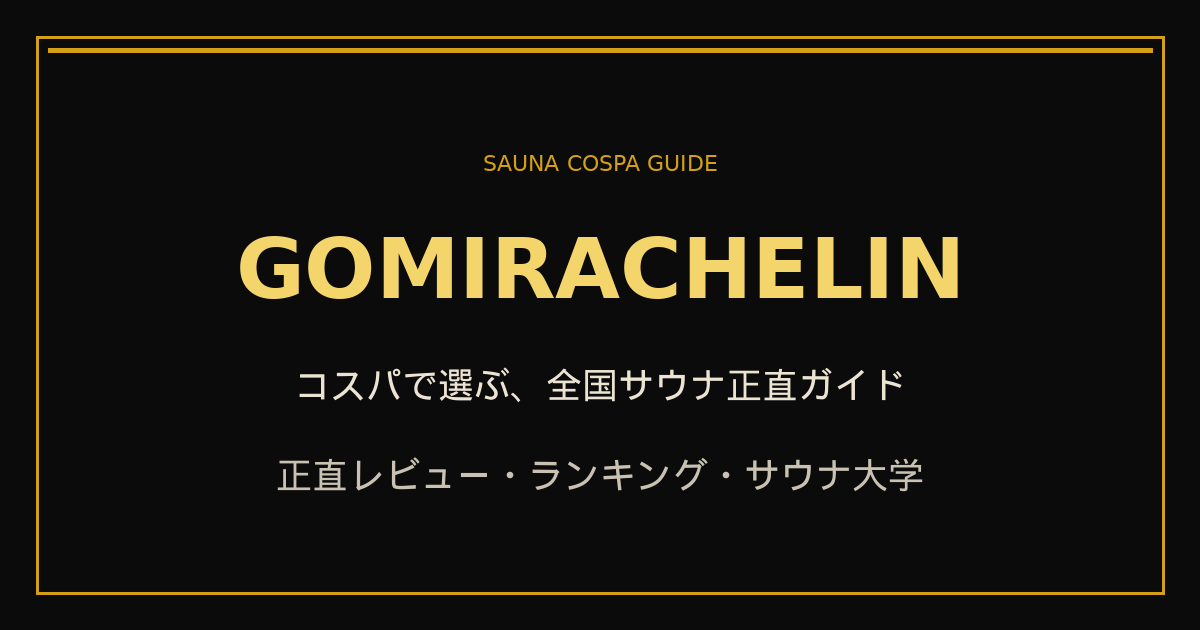 SAUNA COSPA GUIDE
GOMIRACHELIN
コスパで選ぶ、全国サウナ正直ガイド
正直レビュー・ランキング・サウナ大学